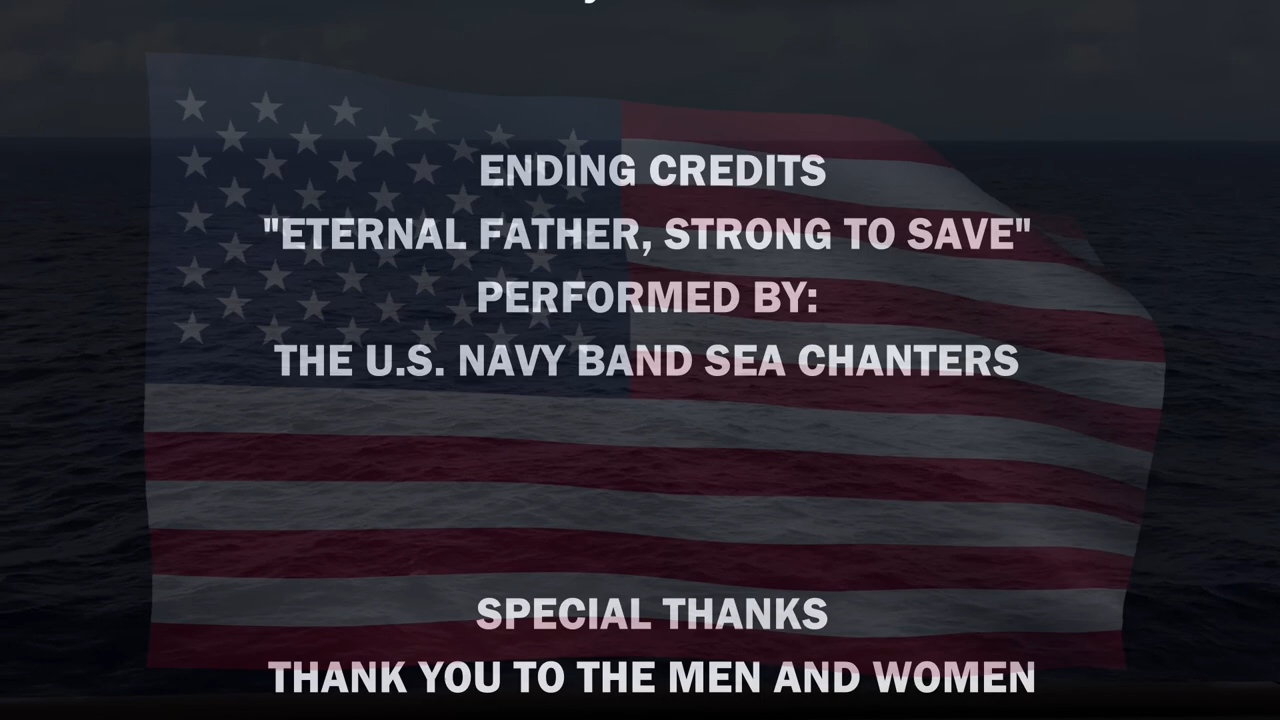 ENDING CREDITS
"ETERNAL FATHER, STRONG TO SAVE"
PERFORMED BY:
THE U.S. NAVY BAND SEA CHANTERS
SPECIAL THANKS
THANK YOU TO THE MEN AND WOMEN